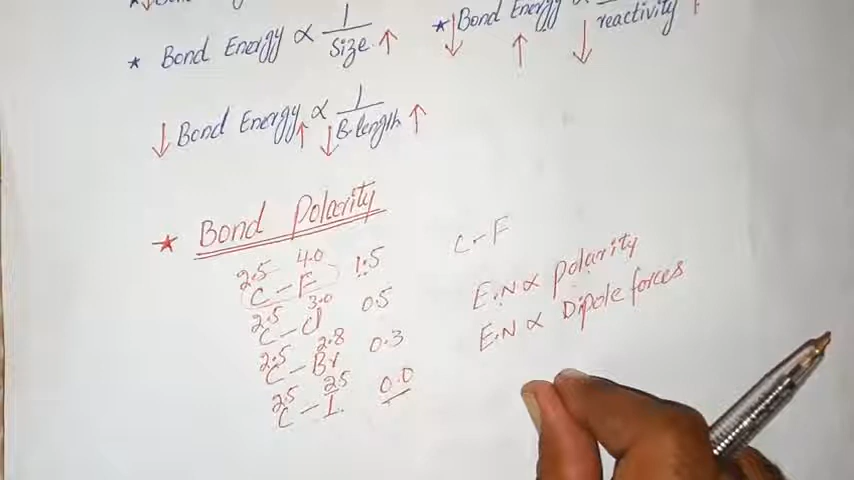 Bond Energy ∝ 1/Size ↑
↓ Bond Energy ∝ 1/reactivity ↑
↑ ↓
↓ Bond Energy ↑ ∝ 1/B.length ↓ ↑
Bond Polarity
2.5 4.0
C-F 1.5
2.5 3.0
C-Cl 0.5
2.5 2.8
C-Br 0.3
2.5 2.5
C-I. 0.0
C-F
E.N ∝ polarity
E.N ∝ Dipole forces